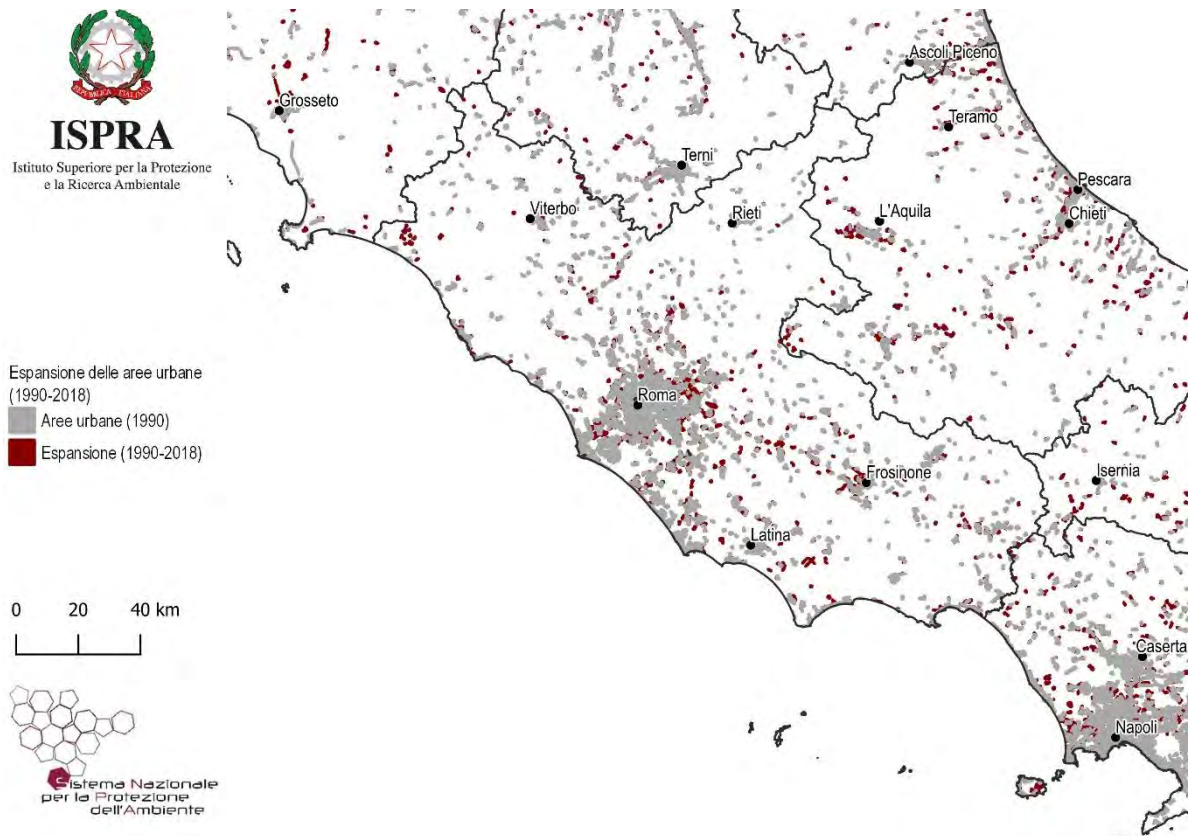 REPVBBLICA ITALIANA
ISPRA
Istituto Superiore per la Protezione
e la Ricerca Ambientale
Espansione delle aree urbane
(1990-2018)
Aree urbane (1990)
Espansione (1990-2018)
0 20 40 km
Sistema Nazionale
per la Protezione
dell'Ambiente
Ascoli Piceno
Grosseto
Teramo
Terni
Pescara
Viterbo
Rieti
L'Aquila
Chieti
Roma
Frosinone
Isernia
Latina
Caserta
Napoli